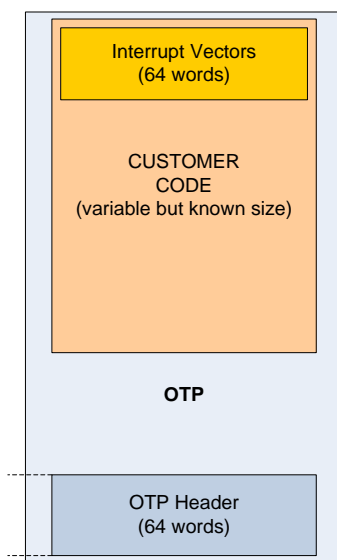 Interrupt Vectors
(64 words)
CUSTOMER
CODE
(variable but known size)
OTP
OTP Header
(64 words)